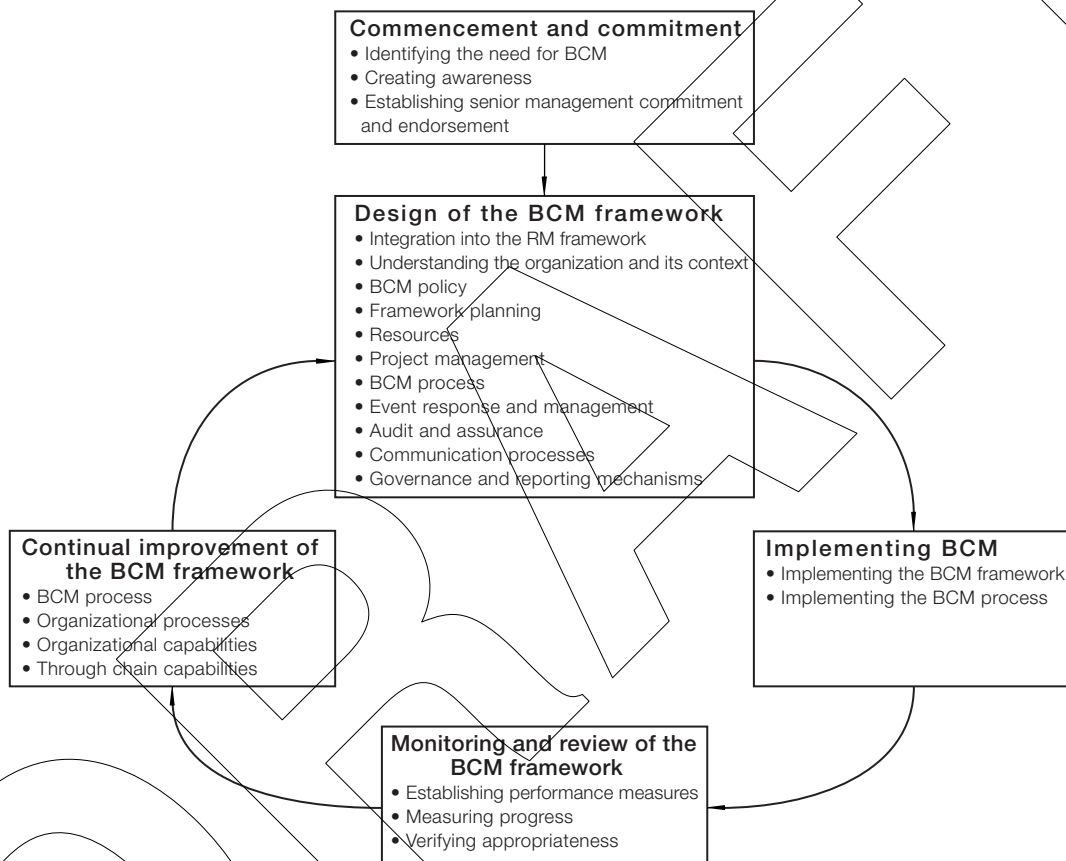 Commencement and commitment
• Identifying the need for BCM
• Creating awareness
• Establishing senior management commitment
and endorsement
Design of the BCM framework
• Integration into the RM framework
• Understanding the organization and its context
• BCM policy
• Framework planning
• Resources
• Project management
• BCM process
• Event response and management
• Audit and assurance
• Communication processes
• Governance and reporting mechanisms
Continual improvement of
the BCM framework
• BCM process
• Organizational processes
• Organizational capabilities
• Through chain capabilities
Implementing BCM
• Implementing the BCM framework
• Implementing the BCM process
Monitoring and review of the
BCM framework
• Establishing performance measures
• Measuring progress
• Verifying appropriateness